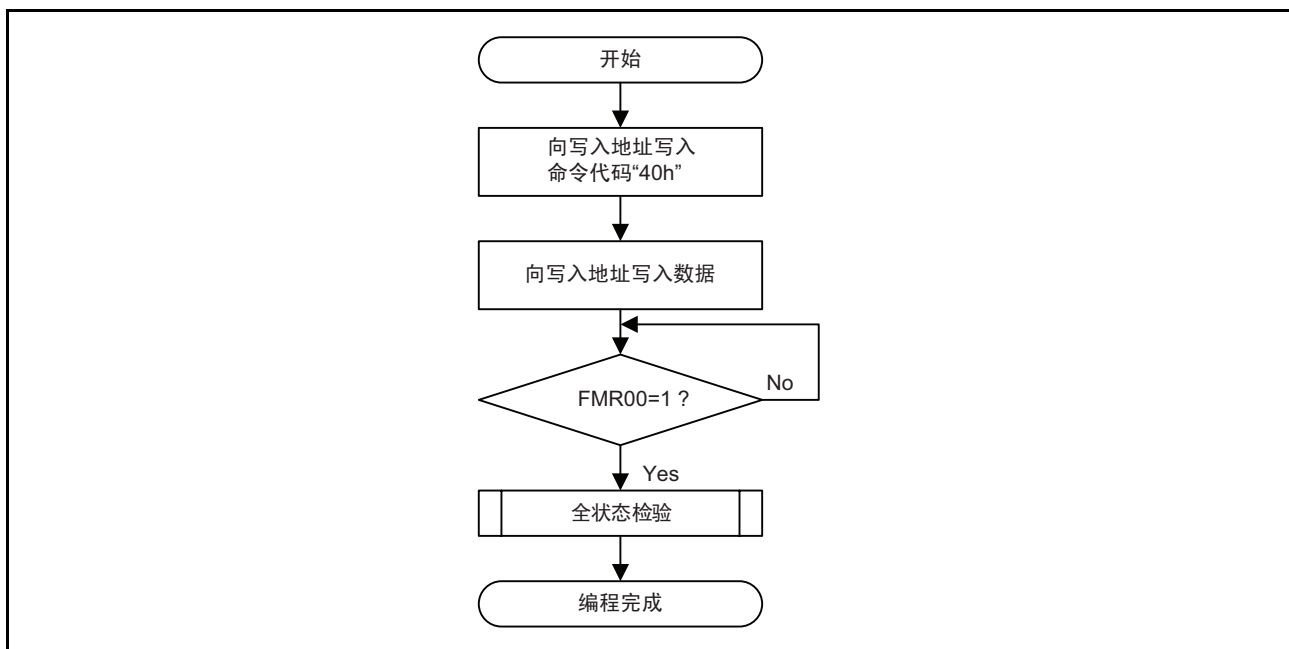 开始
向写入地址写入
命令代码“40h”
向写入地址写入数据
FMR00=1 ?
No
Yes
全状态检验
编程完成